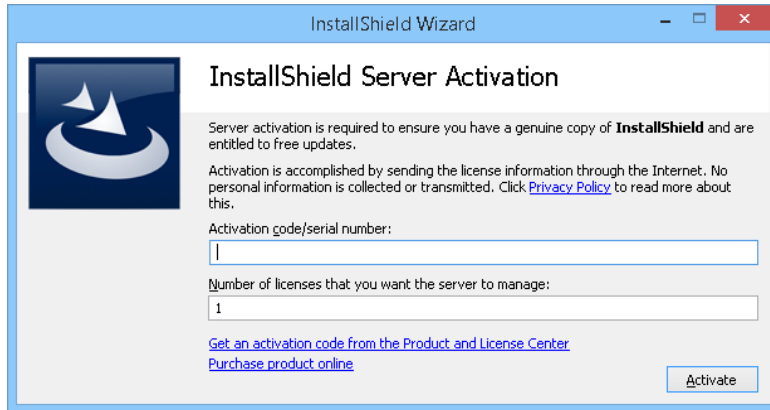 InstallShield Wizard
InstallShield Server Activation
Server activation is required to ensure you have a genuine copy of InstallShield and are
entitled to free updates.
Activation is accomplished by sending the license information through the Internet. No
personal information is collected or transmitted. Click Privacy Policy to read more about
this.
Activation code/serial number:
Number of licenses that you want the server to manage:
1
Get an activation code from the Product and License Center
Purchase product online
Activate